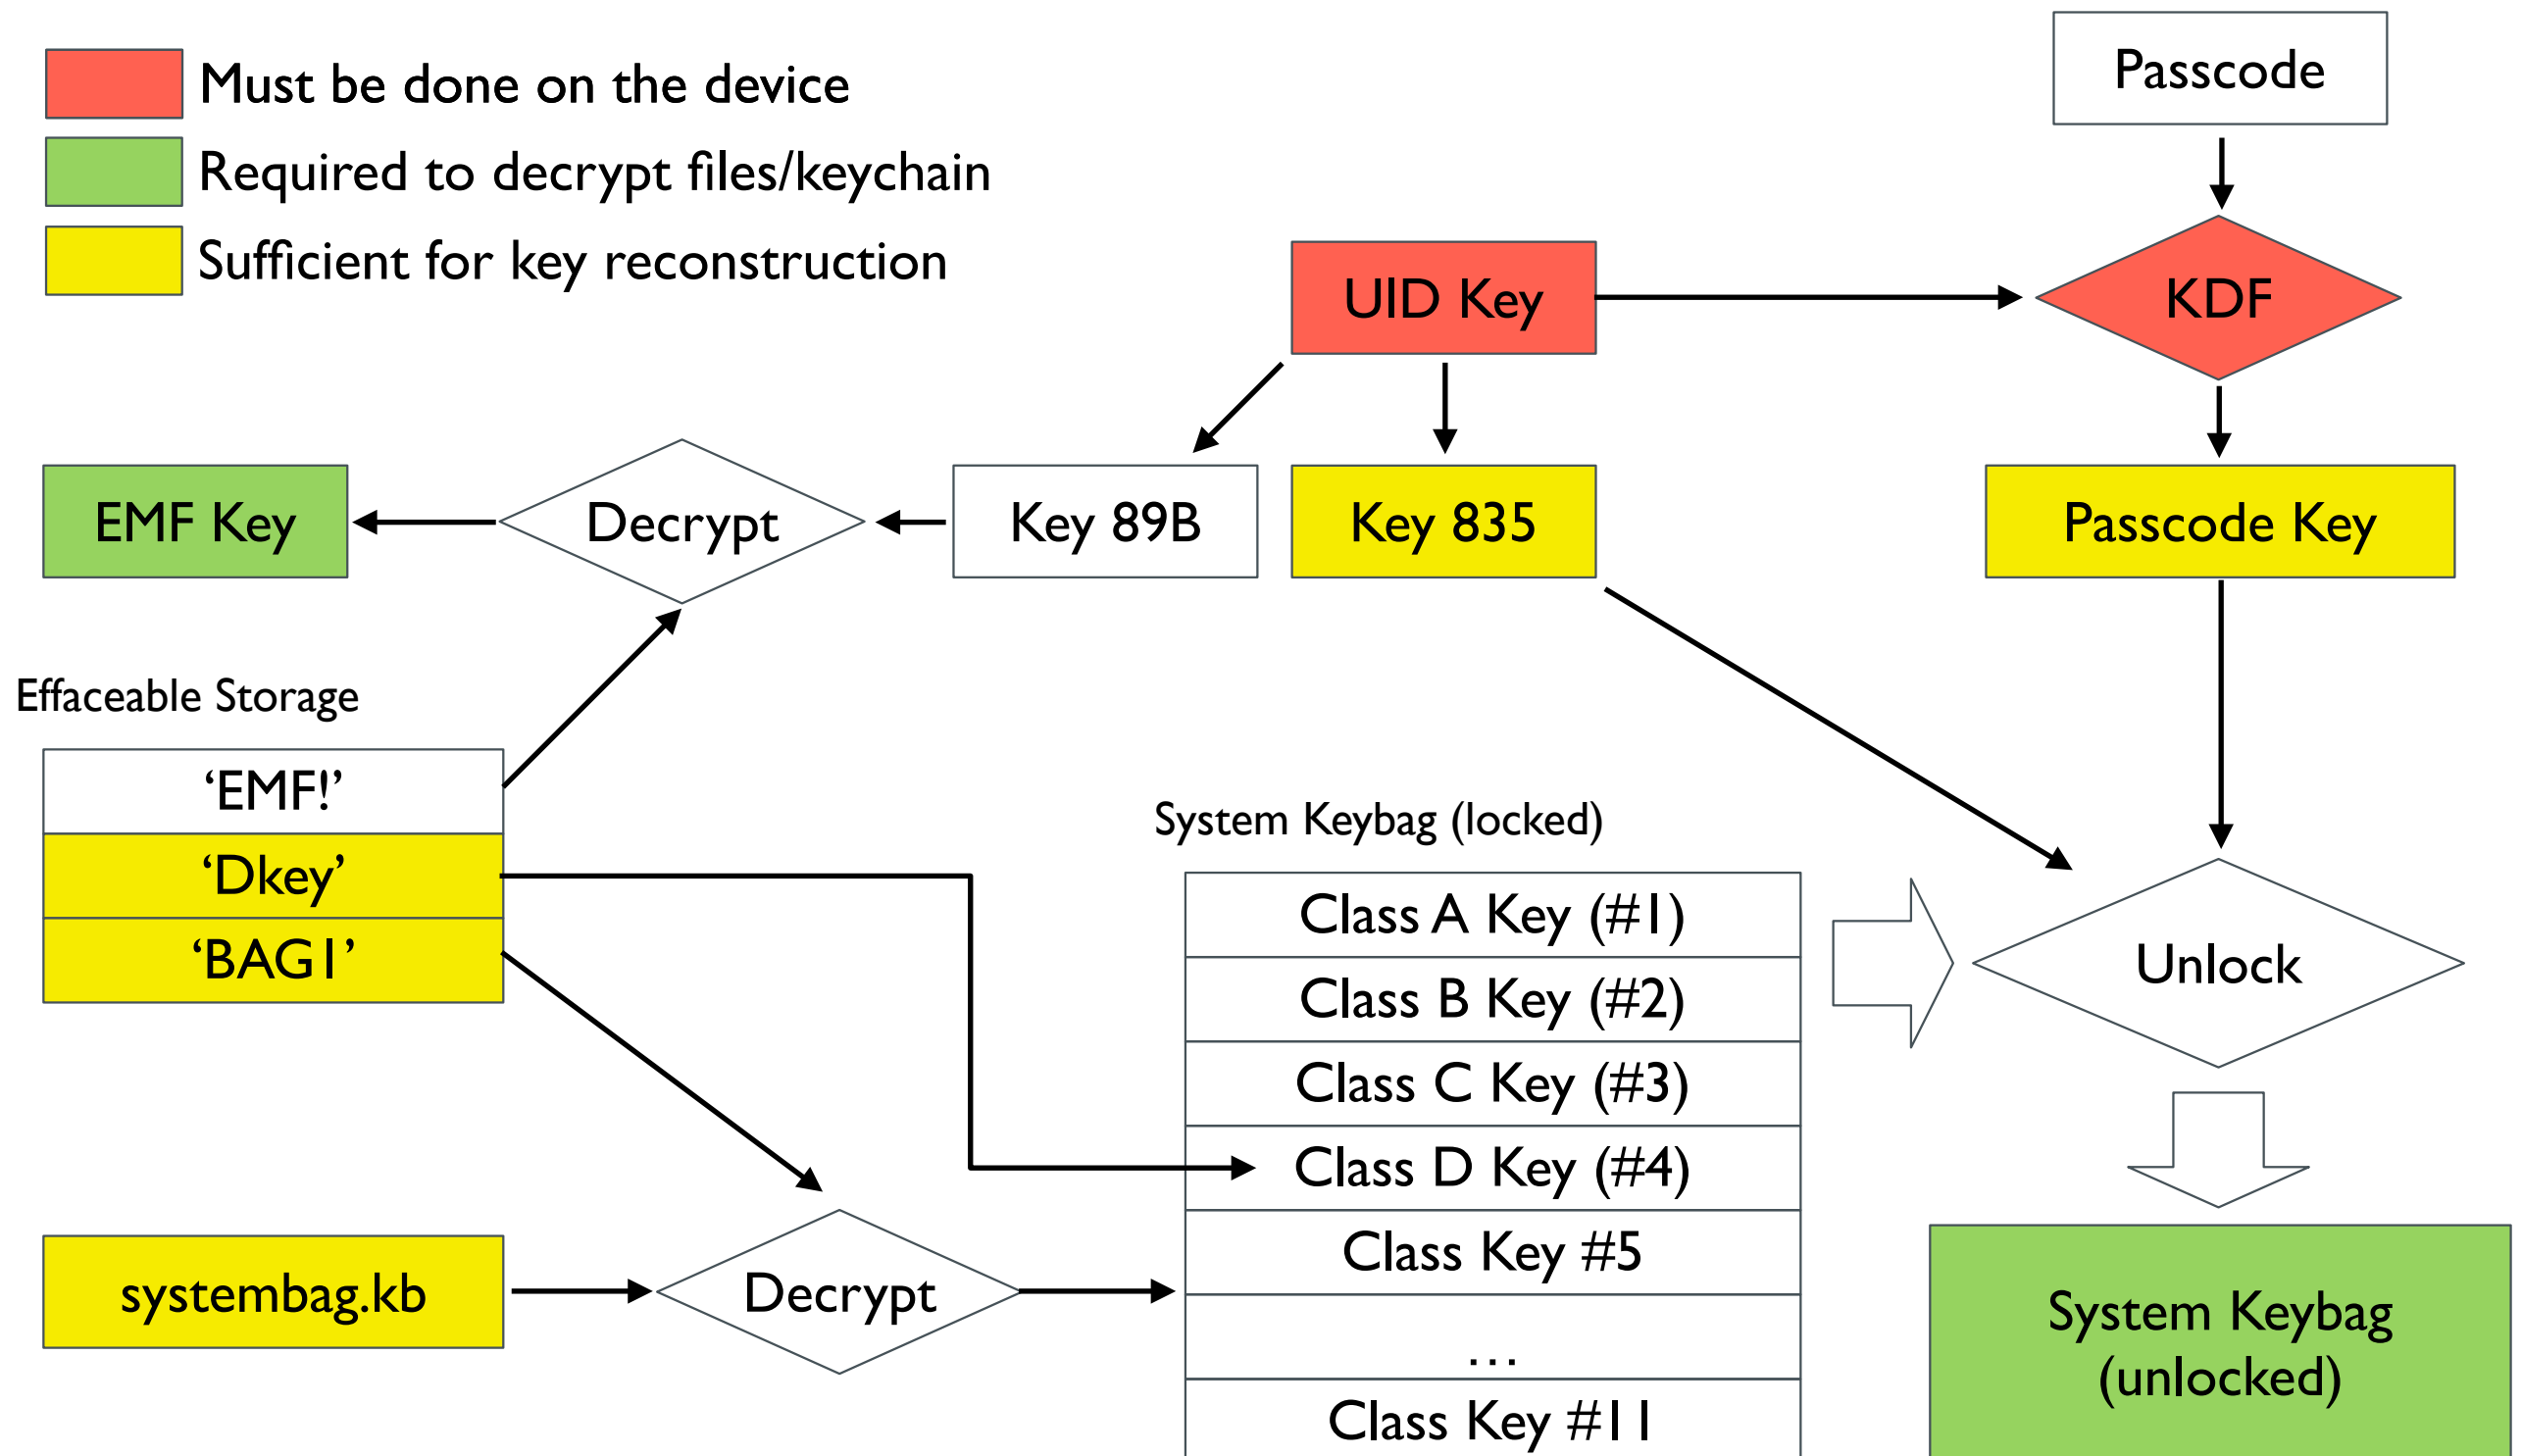 Must be done on the device
Required to decrypt files/keychain
Sufficient for key reconstruction
Passcode
UID Key
KDF
EMF Key
Decrypt
Key 89B
Key 835
Passcode Key
Effaceable Storage
‘EMF!’
‘Dkey’
‘BAG1’
System Keybag (locked)
Class A Key (#1)
Class B Key (#2)
Class C Key (#3)
Class D Key (#4)
Class Key #5
…
Class Key #11
Unlock
systembag.kb
Decrypt
System Keybag
(unlocked)